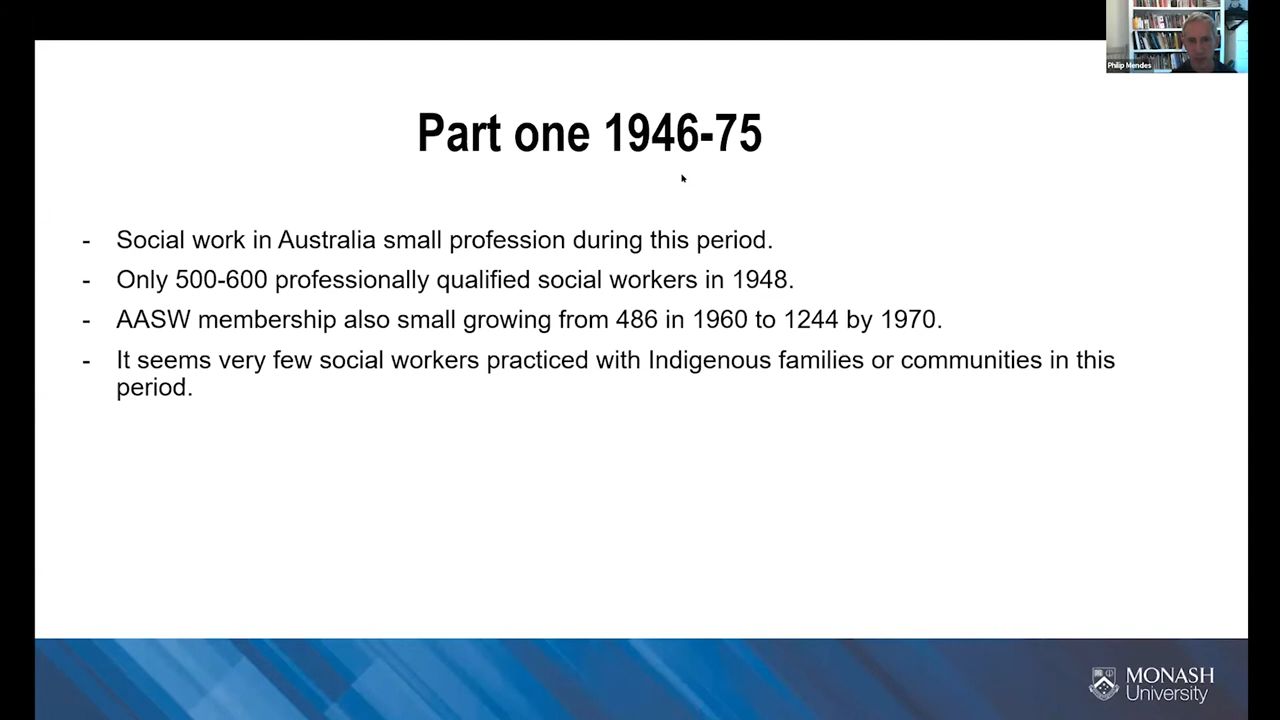 Philip Mendes
Part one 1946-75
- Social work in Australia small profession during this period.
- Only 500-600 professionally qualified social workers in 1948.
- AASW membership also small growing from 486 in 1960 to 1244 by 1970.
- It seems very few social workers practiced with Indigenous families or communities in this
period.
MONASH
University